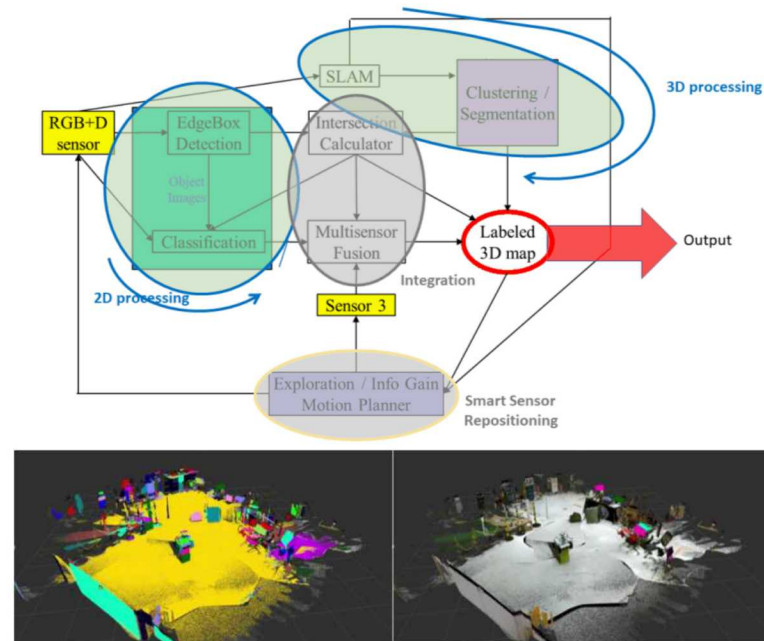 SLAM
Clustering /
Segmentation
3D processing
RGB+D
sensor
EdgeBox
Detection
Intersection
Calculator
Object
Images
Classification
Multisensor
Fusion
Labeled
3D map
Output
2D processing
Integration
Sensor 3
Exploration / Info Gain
Motion Planner
Smart Sensor
Repositioning